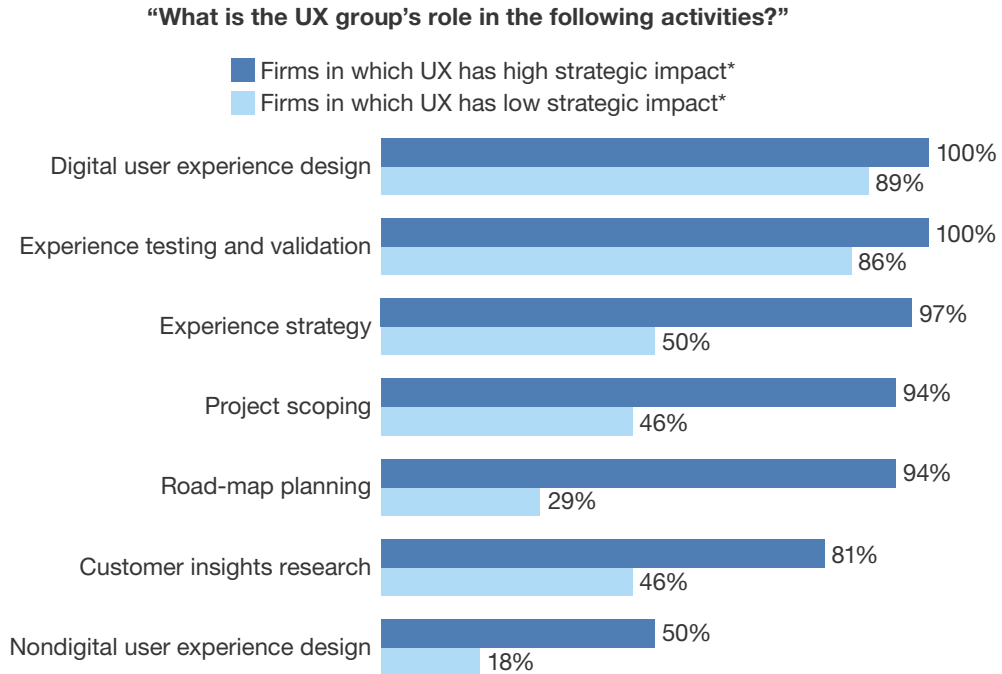 “What is the UX group’s role in the following activities?”
Firms in which UX has high strategic impact*
Firms in which UX has low strategic impact*
Digital user experience design
100%
89%
Experience testing and validation
100%
86%
Experience strategy
97%
50%
Project scoping
94%
46%
Road-map planning
94%
29%
Customer insights research
81%
46%
Nondigital user experience design
50%
18%